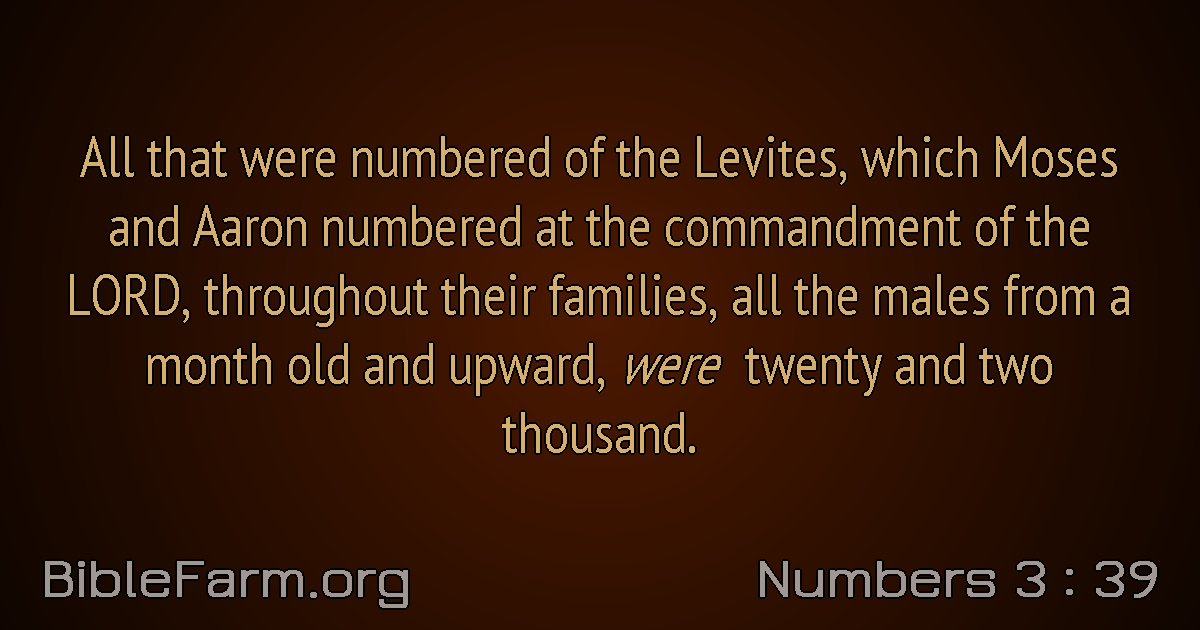 All that were numbered of the Levites, which Moses
and Aaron numbered at the commandment of the
LORD, throughout their families, all the males from a
month old and upward, were twenty and two
thousand.
BibleFarm.org
Numbers 3 : 39